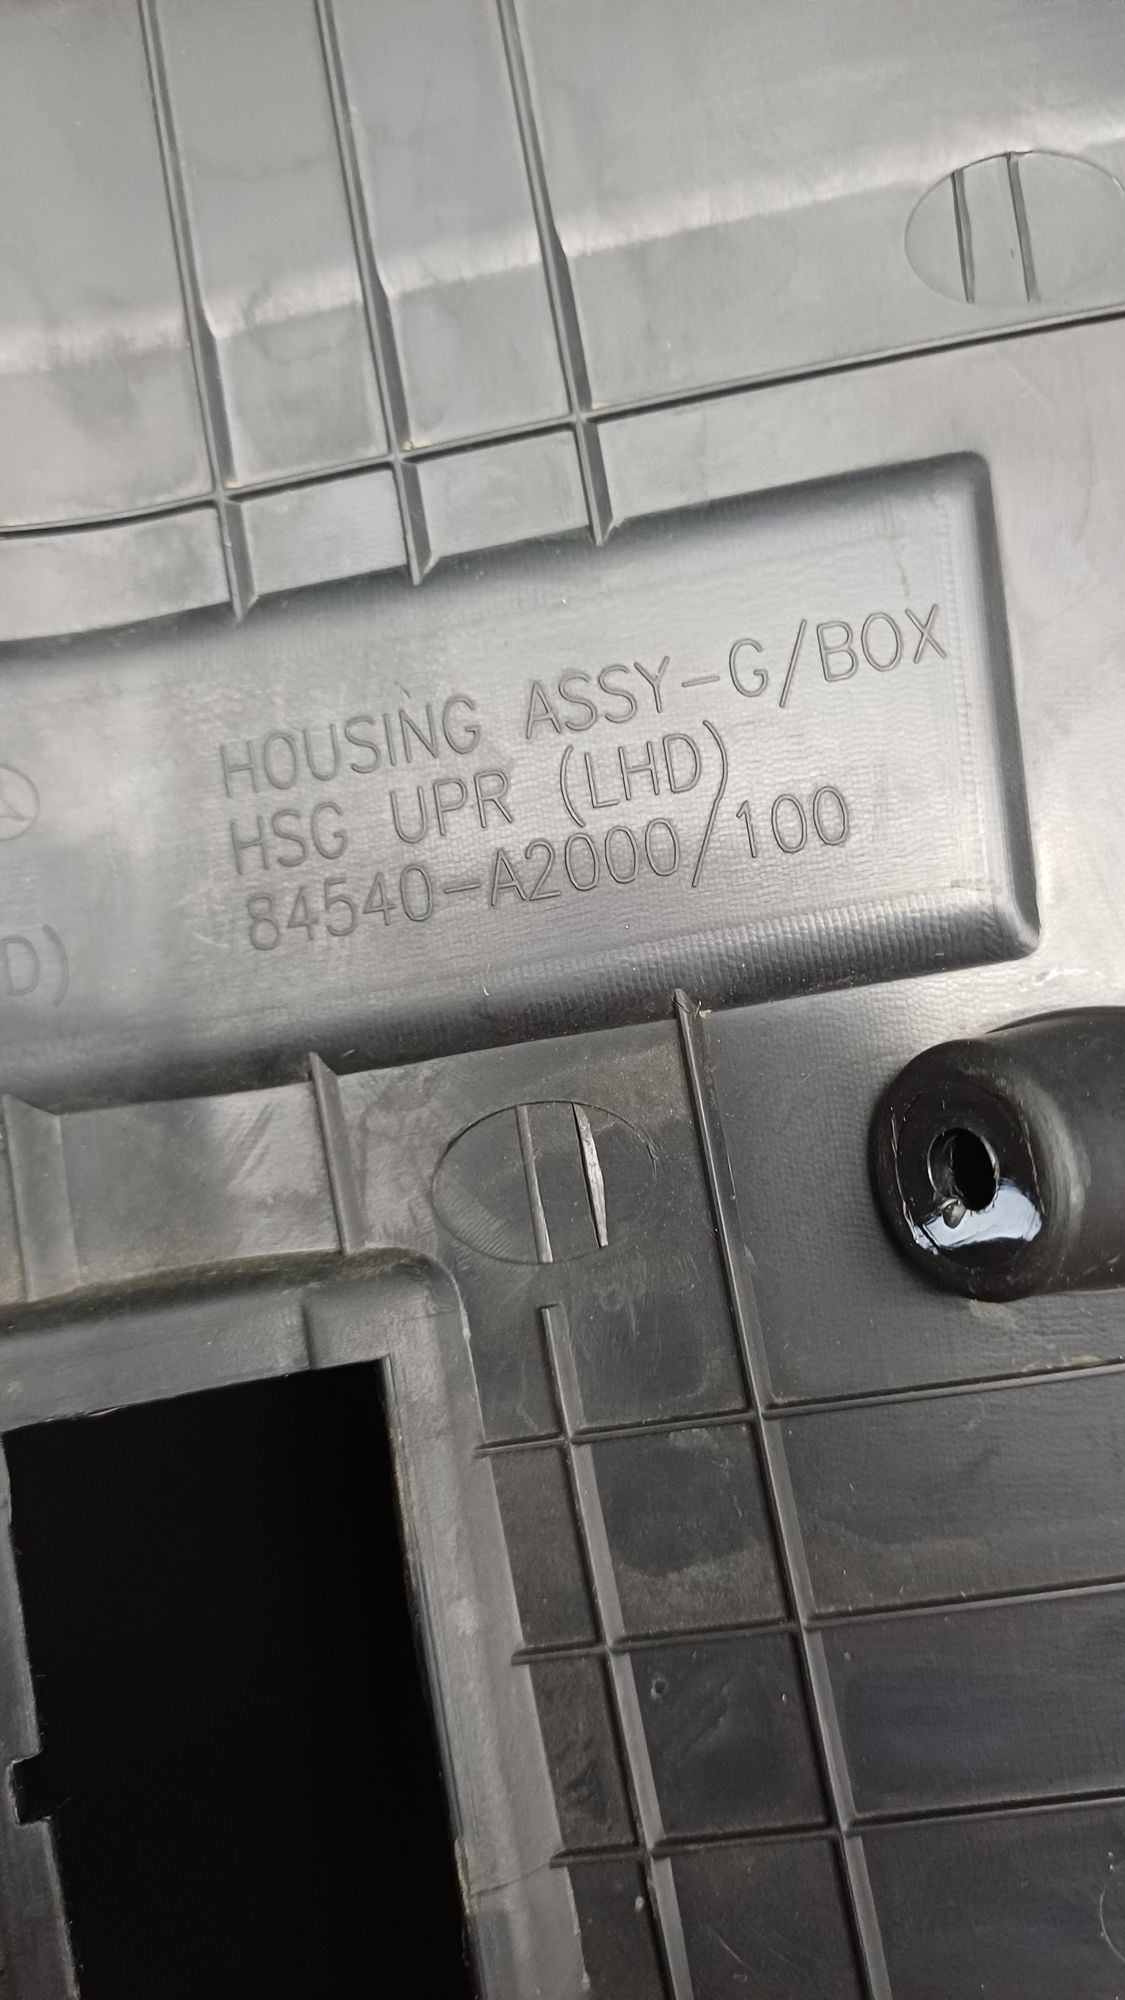 HOUSING ASSY-G/BOX
HSG UPR (LHD)
84540-A2000/100
D)